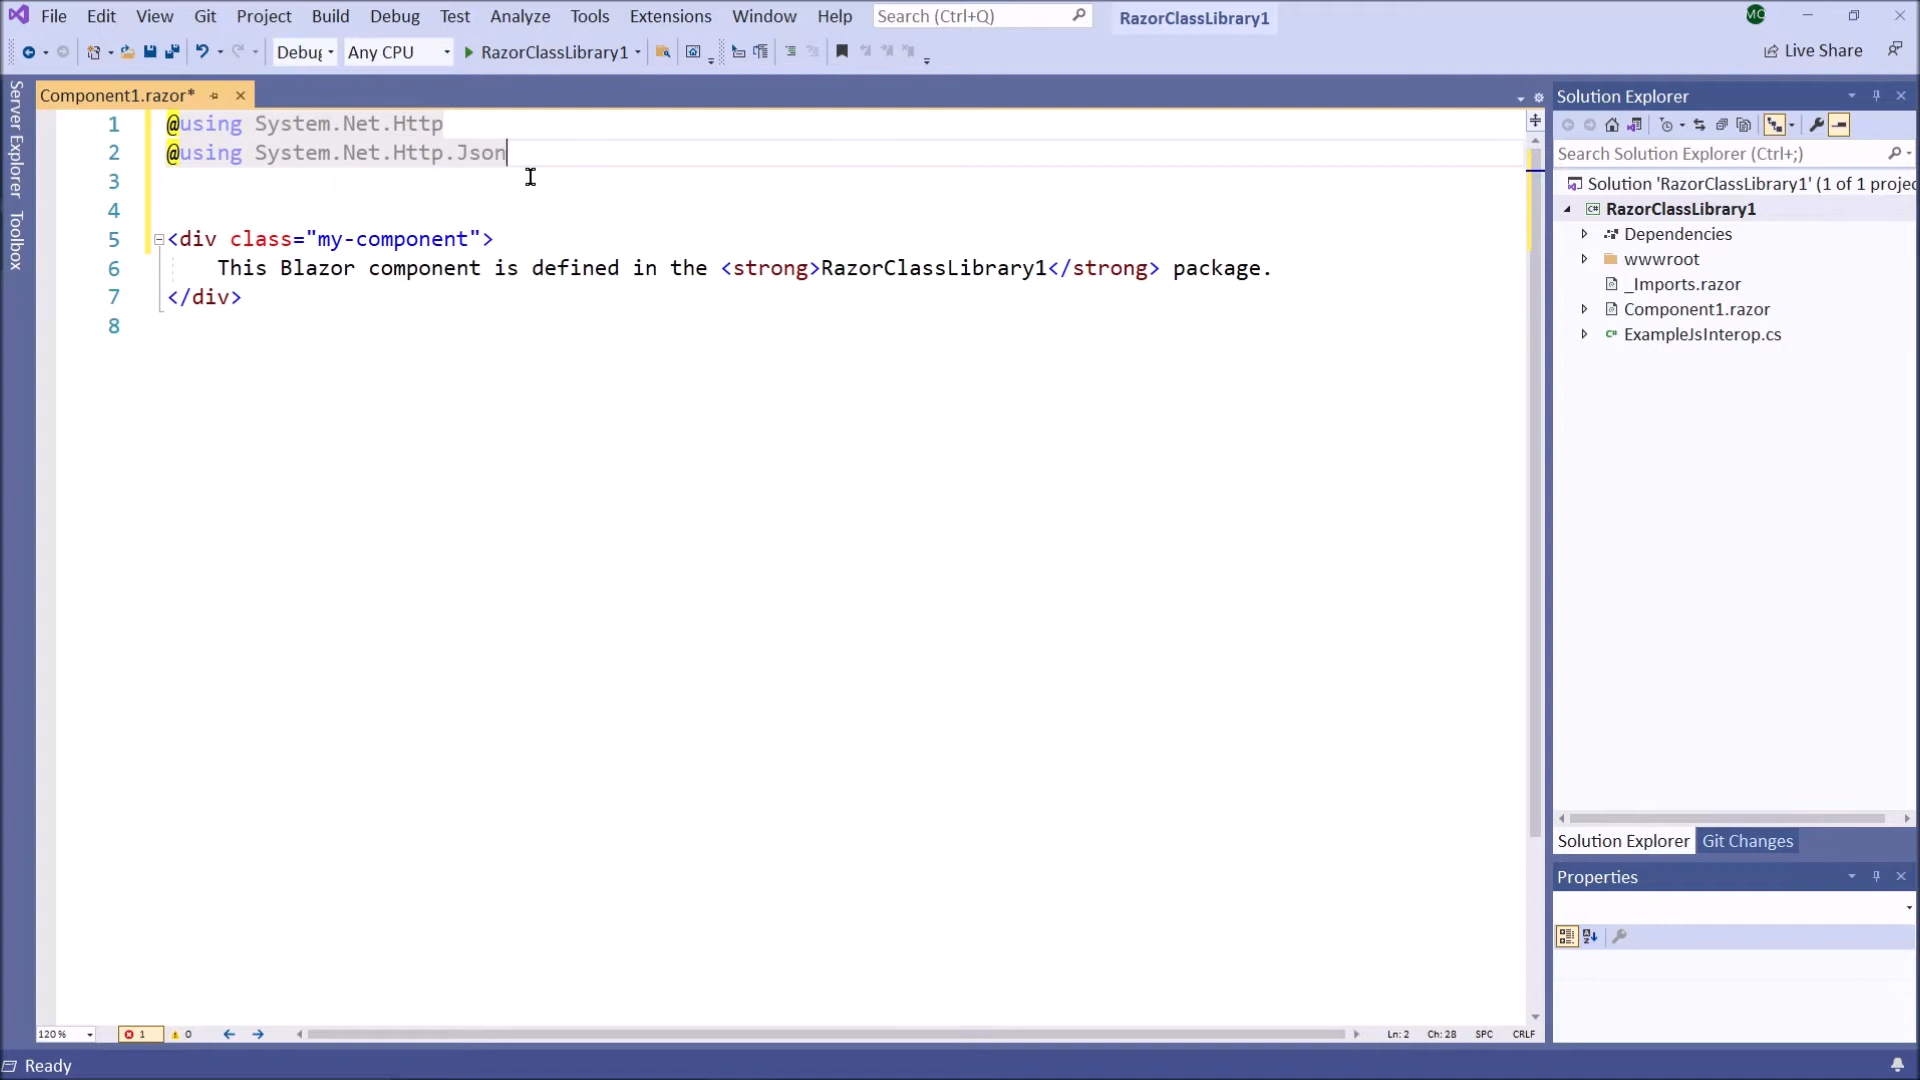 File Edit View Git Project Build Debug Test Analyze Tools Extensions Window Help Search (Ctrl+Q) RazorClassLibrary1 MC
Debug Any CPU RazorClassLibrary1 Live Share
Server Explorer
Toolbox
Component1.razor*
1 @using System.Net.Http
2 @using System.Net.Http.Json
3
4
5 <div class="my-component">
6 This Blazor component is defined in the <strong>RazorClassLibrary1</strong> package.
7 </div>
8
120 % 1 0 Ln: 2 Ch: 28 SPC CRLF
Solution Explorer
Search Solution Explorer (Ctrl+;)
Solution 'RazorClassLibrary1' (1 of 1 projec
RazorClassLibrary1
Dependencies
wwwroot
_Imports.razor
Component1.razor
ExampleJsInterop.cs
Solution Explorer Git Changes
Properties
Ready